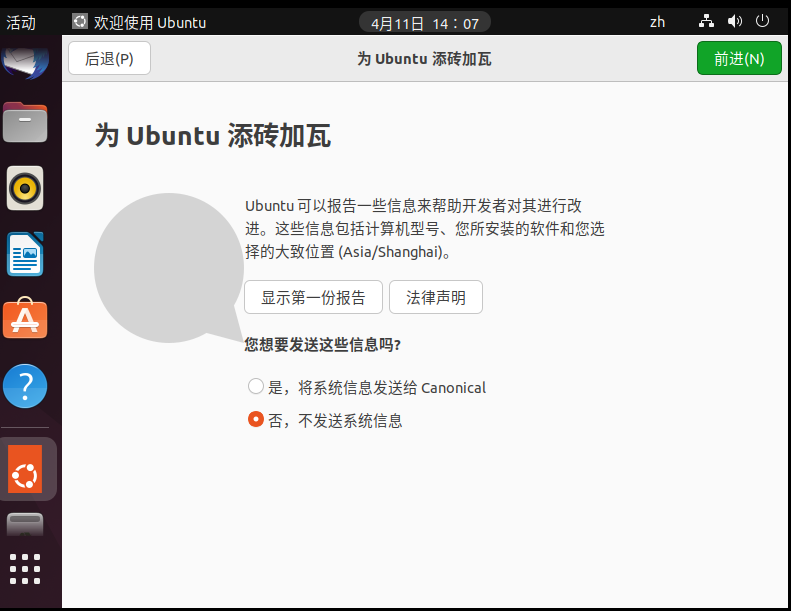 活动
欢迎使用 Ubuntu
4月11日 14：07
zh
后退(P)
为 Ubuntu 添砖加瓦
前进(N)
为 Ubuntu 添砖加瓦
Ubuntu 可以报告一些信息来帮助开发者对其进行改
进。这些信息包括计算机型号、您所安装的软件和您选
择的大致位置 (Asia/Shanghai)。
显示第一份报告
法律声明
您想要发送这些信息吗?
是，将系统信息发送给 Canonical
否，不发送系统信息